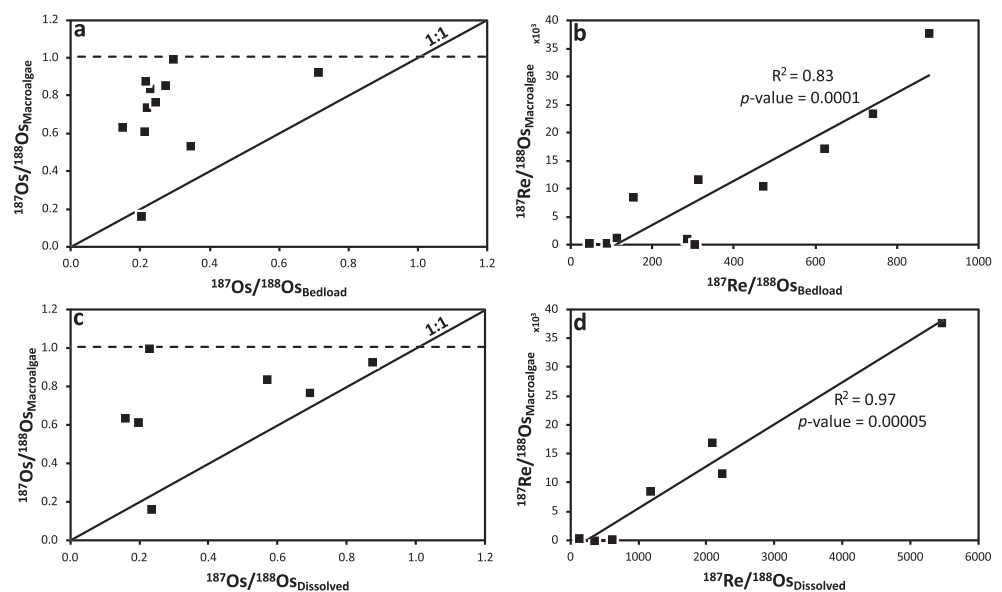 a
1.2
1.0
0.8
0.6
0.4
0.2
0.0
0.0 0.2 0.4 0.6 0.8 1.0 1.2
1:1
187Os/188OsMacroalgae
187Os/188OsBedload
b
x10³
40
35
30
25
20
15
10
5
0
0 200 400 600 800 1000
R² = 0.83
p-value = 0.0001
187Re/188OsMacroalgae
187Re/188OsBedload
c
1.2
1.0
0.8
0.6
0.4
0.2
0.0
0.0 0.2 0.4 0.6 0.8 1.0 1.2
1:1
187Os/188OsMacroalgae
187Os/188OsDissolved
d
x10³
40
35
30
25
20
15
10
5
0
0 1000 2000 3000 4000 5000 6000
R² = 0.97
p-value = 0.00005
187Re/188OsMacroalgae
187Re/188OsDissolved